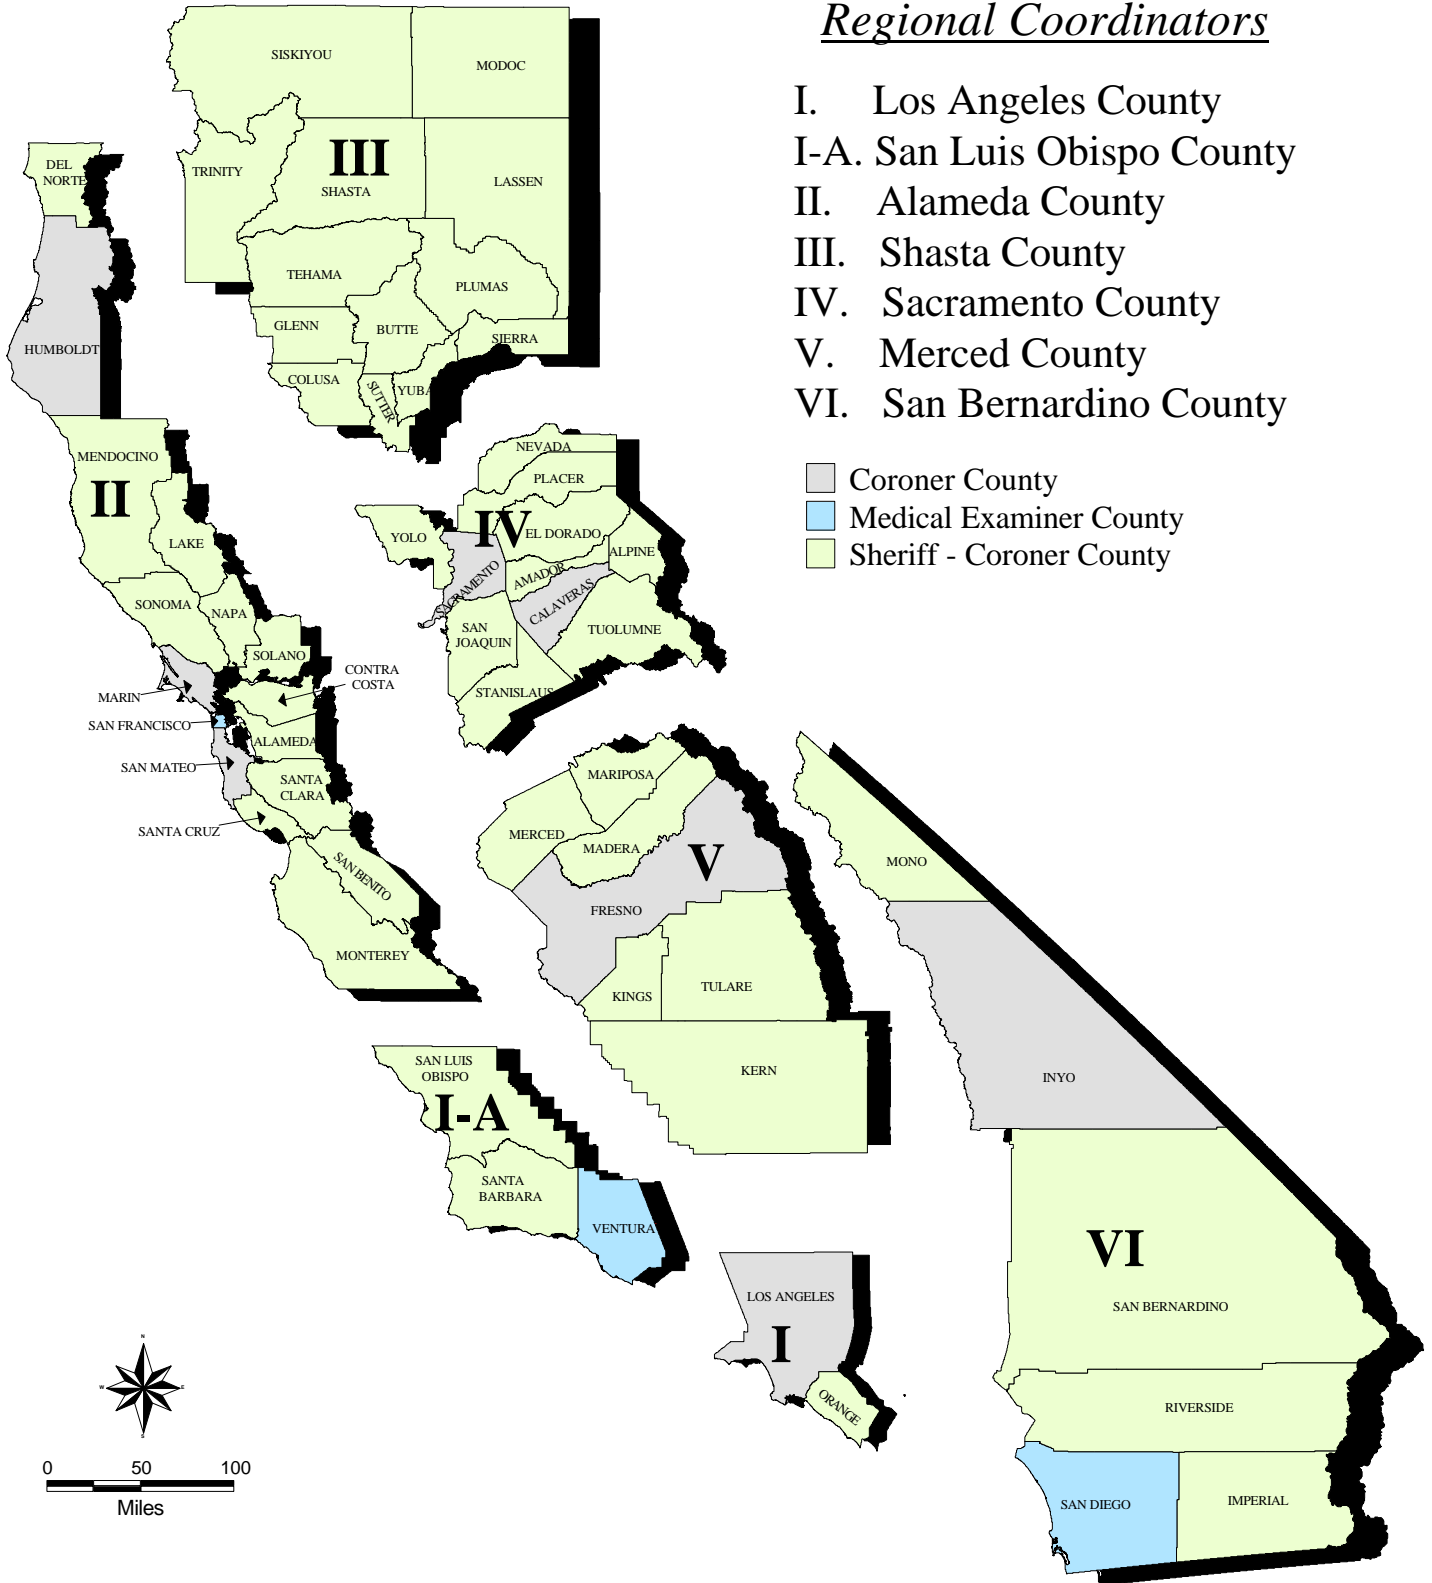 Regional Coordinators
I. Los Angeles County
I-A. San Luis Obispo County
II. Alameda County
III. Shasta County
IV. Sacramento County
V. Merced County
VI. San Bernardino County
Coroner County
Medical Examiner County
Sheriff - Coroner County
SISKIYOU
MODOC
TRINITY
III
SHASTA
LASSEN
TEHAMA
PLUMAS
GLENN
BUTTE
SIERRA
COLUSA
SUTTER
YUBA
DEL
NORTE
HUMBOLDT
MENDOCINO
II
LAKE
SONOMA
NAPA
SOLANO
CONTRA
COSTA
MARIN
SAN FRANCISCO
ALAMEDA
SAN MATEO
SANTA
CLARA
SANTA CRUZ
SAN BENITO
MONTEREY
NEVADA
PLACER
IV
YOLO
EL DORADO
ALPINE
SACRAMENTO
AMADOR
CALAVERAS
SAN
JOAQUIN
TUOLUMNE
STANISLAUS
MARIPOSA
MERCED
MADERA
V
FRESNO
KINGS
TULARE
KERN
MONO
INYO
VI
SAN BERNARDINO
RIVERSIDE
SAN DIEGO
IMPERIAL
SAN LUIS
OBISPO
I-A
SANTA
BARBARA
VENTURA
LOS ANGELES
I
ORANGE
N
W
E
S
0 50 100
Miles